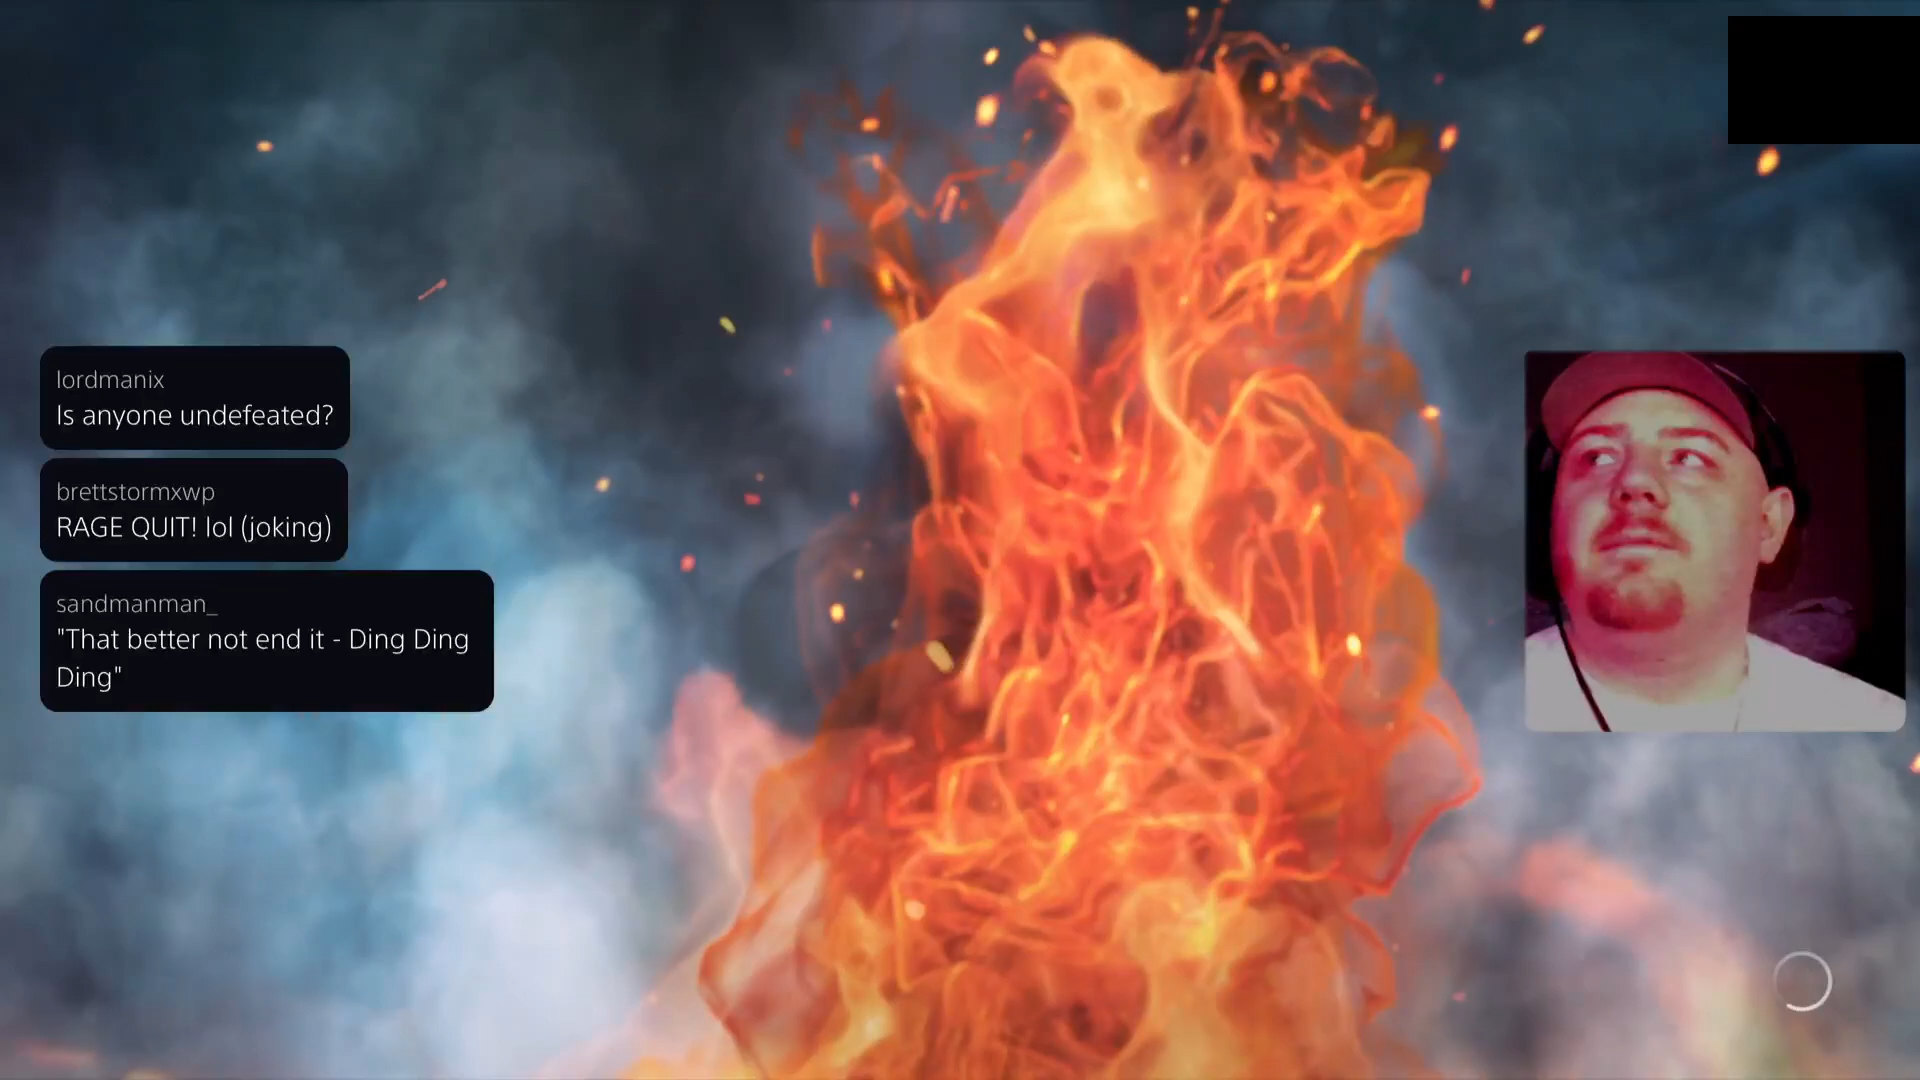 lordmanix
Is anyone undefeated?
brettstormxwp
RAGE QUIT! lol (joking)
sandmanman_
"That better not end it - Ding Ding
Ding"